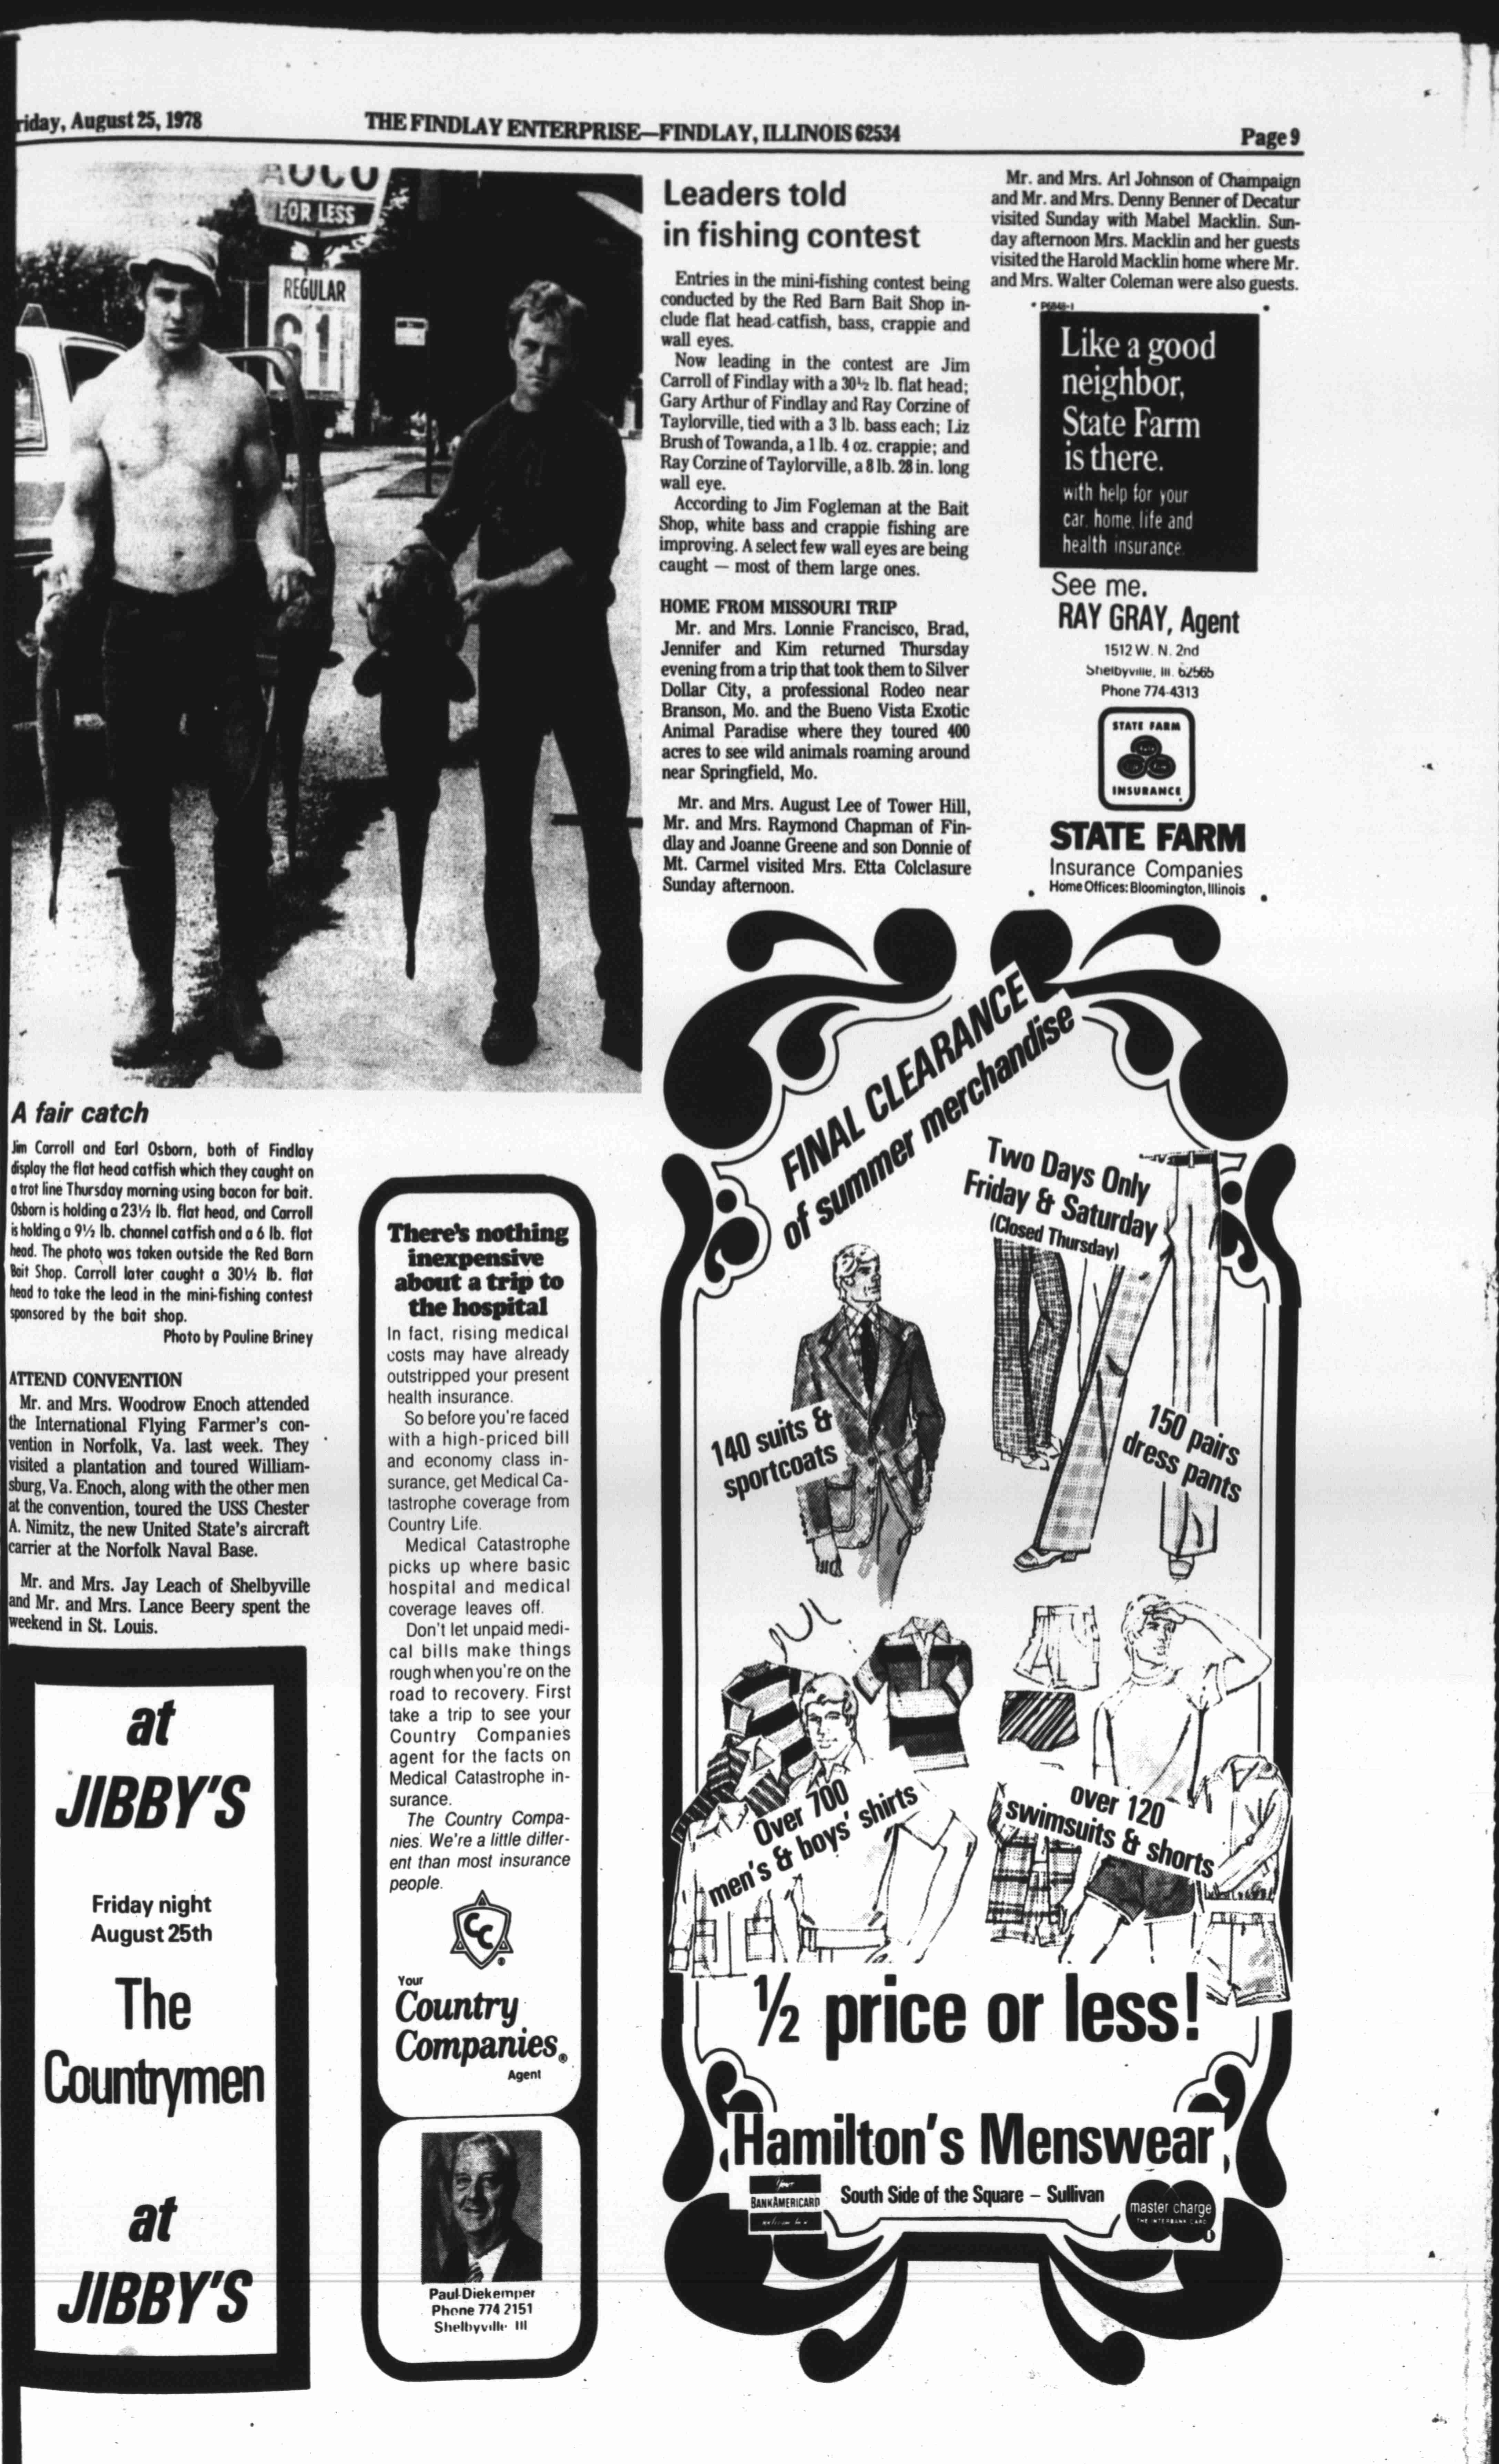 riday, August 25, 1978
THE FINDLAY ENTERPRISE—FINDLAY, ILLINOIS 62534
Page 9
FOR LESS
REGULAR
61
A fair catch
Jim Carroll and Earl Osborn, both of Findlay
display the flat head catfish which they caught on
a trot line Thursday morning using bacon for bait.
Osborn is holding a 23½ lb. flat head, and Carroll
is holding a 9½ lb. channel catfish and a 6 lb. flat
head. The photo was taken outside the Red Barn
Bait Shop. Carroll later caught a 30½ lb. flat
head to take the lead in the mini-fishing contest
sponsored by the bait shop.
Photo by Pauline Briney
ATTEND CONVENTION
Mr. and Mrs. Woodrow Enoch attended
the International Flying Farmer's con-
vention in Norfolk, Va. last week. They
visited a plantation and toured William-
sburg, Va. Enoch, along with the other men
at the convention, toured the USS Chester
A. Nimitz, the new United State's aircraft
carrier at the Norfolk Naval Base.
Mr. and Mrs. Jay Leach of Shelbyville
and Mr. and Mrs. Lance Beery spent the
weekend in St. Louis.
at
JIBBY'S
Friday night
August 25th
The
Countrymen
at
JIBBY'S
There's nothing
inexpensive
about a trip to
the hospital
In fact, rising medical
costs may have already
outstripped your present
health insurance.
So before you're faced
with a high-priced bill
and economy class in-
surance, get Medical Ca-
tastrophe coverage from
Country Life.
Medical Catastrophe
picks up where basic
hospital and medical
coverage leaves off.
Don't let unpaid medi-
cal bills make things
rough when you're on the
road to recovery. First
take a trip to see your
Country Companies
agent for the facts on
Medical Catastrophe in-
surance.
The Country Compa-
nies. We're a little differ-
ent than most insurance
people.
CC
®
Your
Country
Companies®
Agent
Paul Diekemper
Phone 774 2151
Shelbyville Ill
Leaders told
in fishing contest
Entries in the mini-fishing contest being
conducted by the Red Barn Bait Shop in-
clude flat head catfish, bass, crappie and
wall eyes.
Now leading in the contest are Jim
Carroll of Findlay with a 30½ lb. flat head;
Gary Arthur of Findlay and Ray Corzine of
Taylorville, tied with a 3 lb. bass each; Liz
Brush of Towanda, a 1 lb. 4 oz. crappie; and
Ray Corzine of Taylorville, a 8 lb. 28 in. long
wall eye.
According to Jim Fogleman at the Bait
Shop, white bass and crappie fishing are
improving. A select few wall eyes are being
caught — most of them large ones.
HOME FROM MISSOURI TRIP
Mr. and Mrs. Lonnie Francisco, Brad,
Jennifer and Kim returned Thursday
evening from a trip that took them to Silver
Dollar City, a professional Rodeo near
Branson, Mo. and the Bueno Vista Exotic
Animal Paradise where they toured 400
acres to see wild animals roaming around
near Springfield, Mo.
Mr. and Mrs. August Lee of Tower Hill,
Mr. and Mrs. Raymond Chapman of Fin-
dlay and Joanne Greene and son Donnie of
Mt. Carmel visited Mrs. Etta Colclasure
Sunday afternoon.
Mr. and Mrs. Arl Johnson of Champaign
and Mr. and Mrs. Denny Benner of Decatur
visited Sunday with Mabel Macklin. Sun-
day afternoon Mrs. Macklin and her guests
visited the Harold Macklin home where Mr.
and Mrs. Walter Coleman were also guests.
Like a good
neighbor,
State Farm
is there.
with help for your
car, home, life and
health insurance.
See me.
RAY GRAY, Agent
1512 W. N. 2nd
Shelbyville, Ill. 62565
Phone 774-4313
STATE FARM
INSURANCE
STATE FARM
Insurance Companies
Home Offices: Bloomington, Illinois
FINAL CLEARANCE
of summer merchandise
Two Days Only
Friday & Saturday
(Closed Thursday)
140 suits &
sportcoats
150 pairs
dress pants
Over 700
men's & boys' shirts
over 120
swimsuits & shorts
½ price or less!
Hamilton's Menswear
BANKAMERICARD
South Side of the Square – Sullivan
master charge
THE INTERBANK CARD